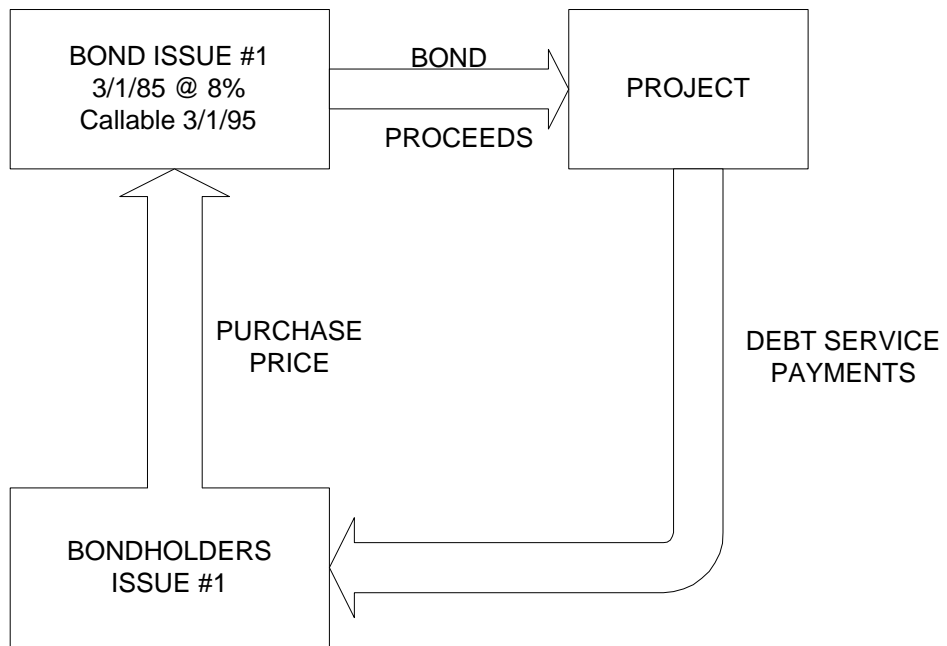 BOND ISSUE #1
3/1/85 @ 8%
Callable 3/1/95
BOND
PROCEEDS
PROJECT
PURCHASE
PRICE
DEBT SERVICE
PAYMENTS
BONDHOLDERS
ISSUE #1